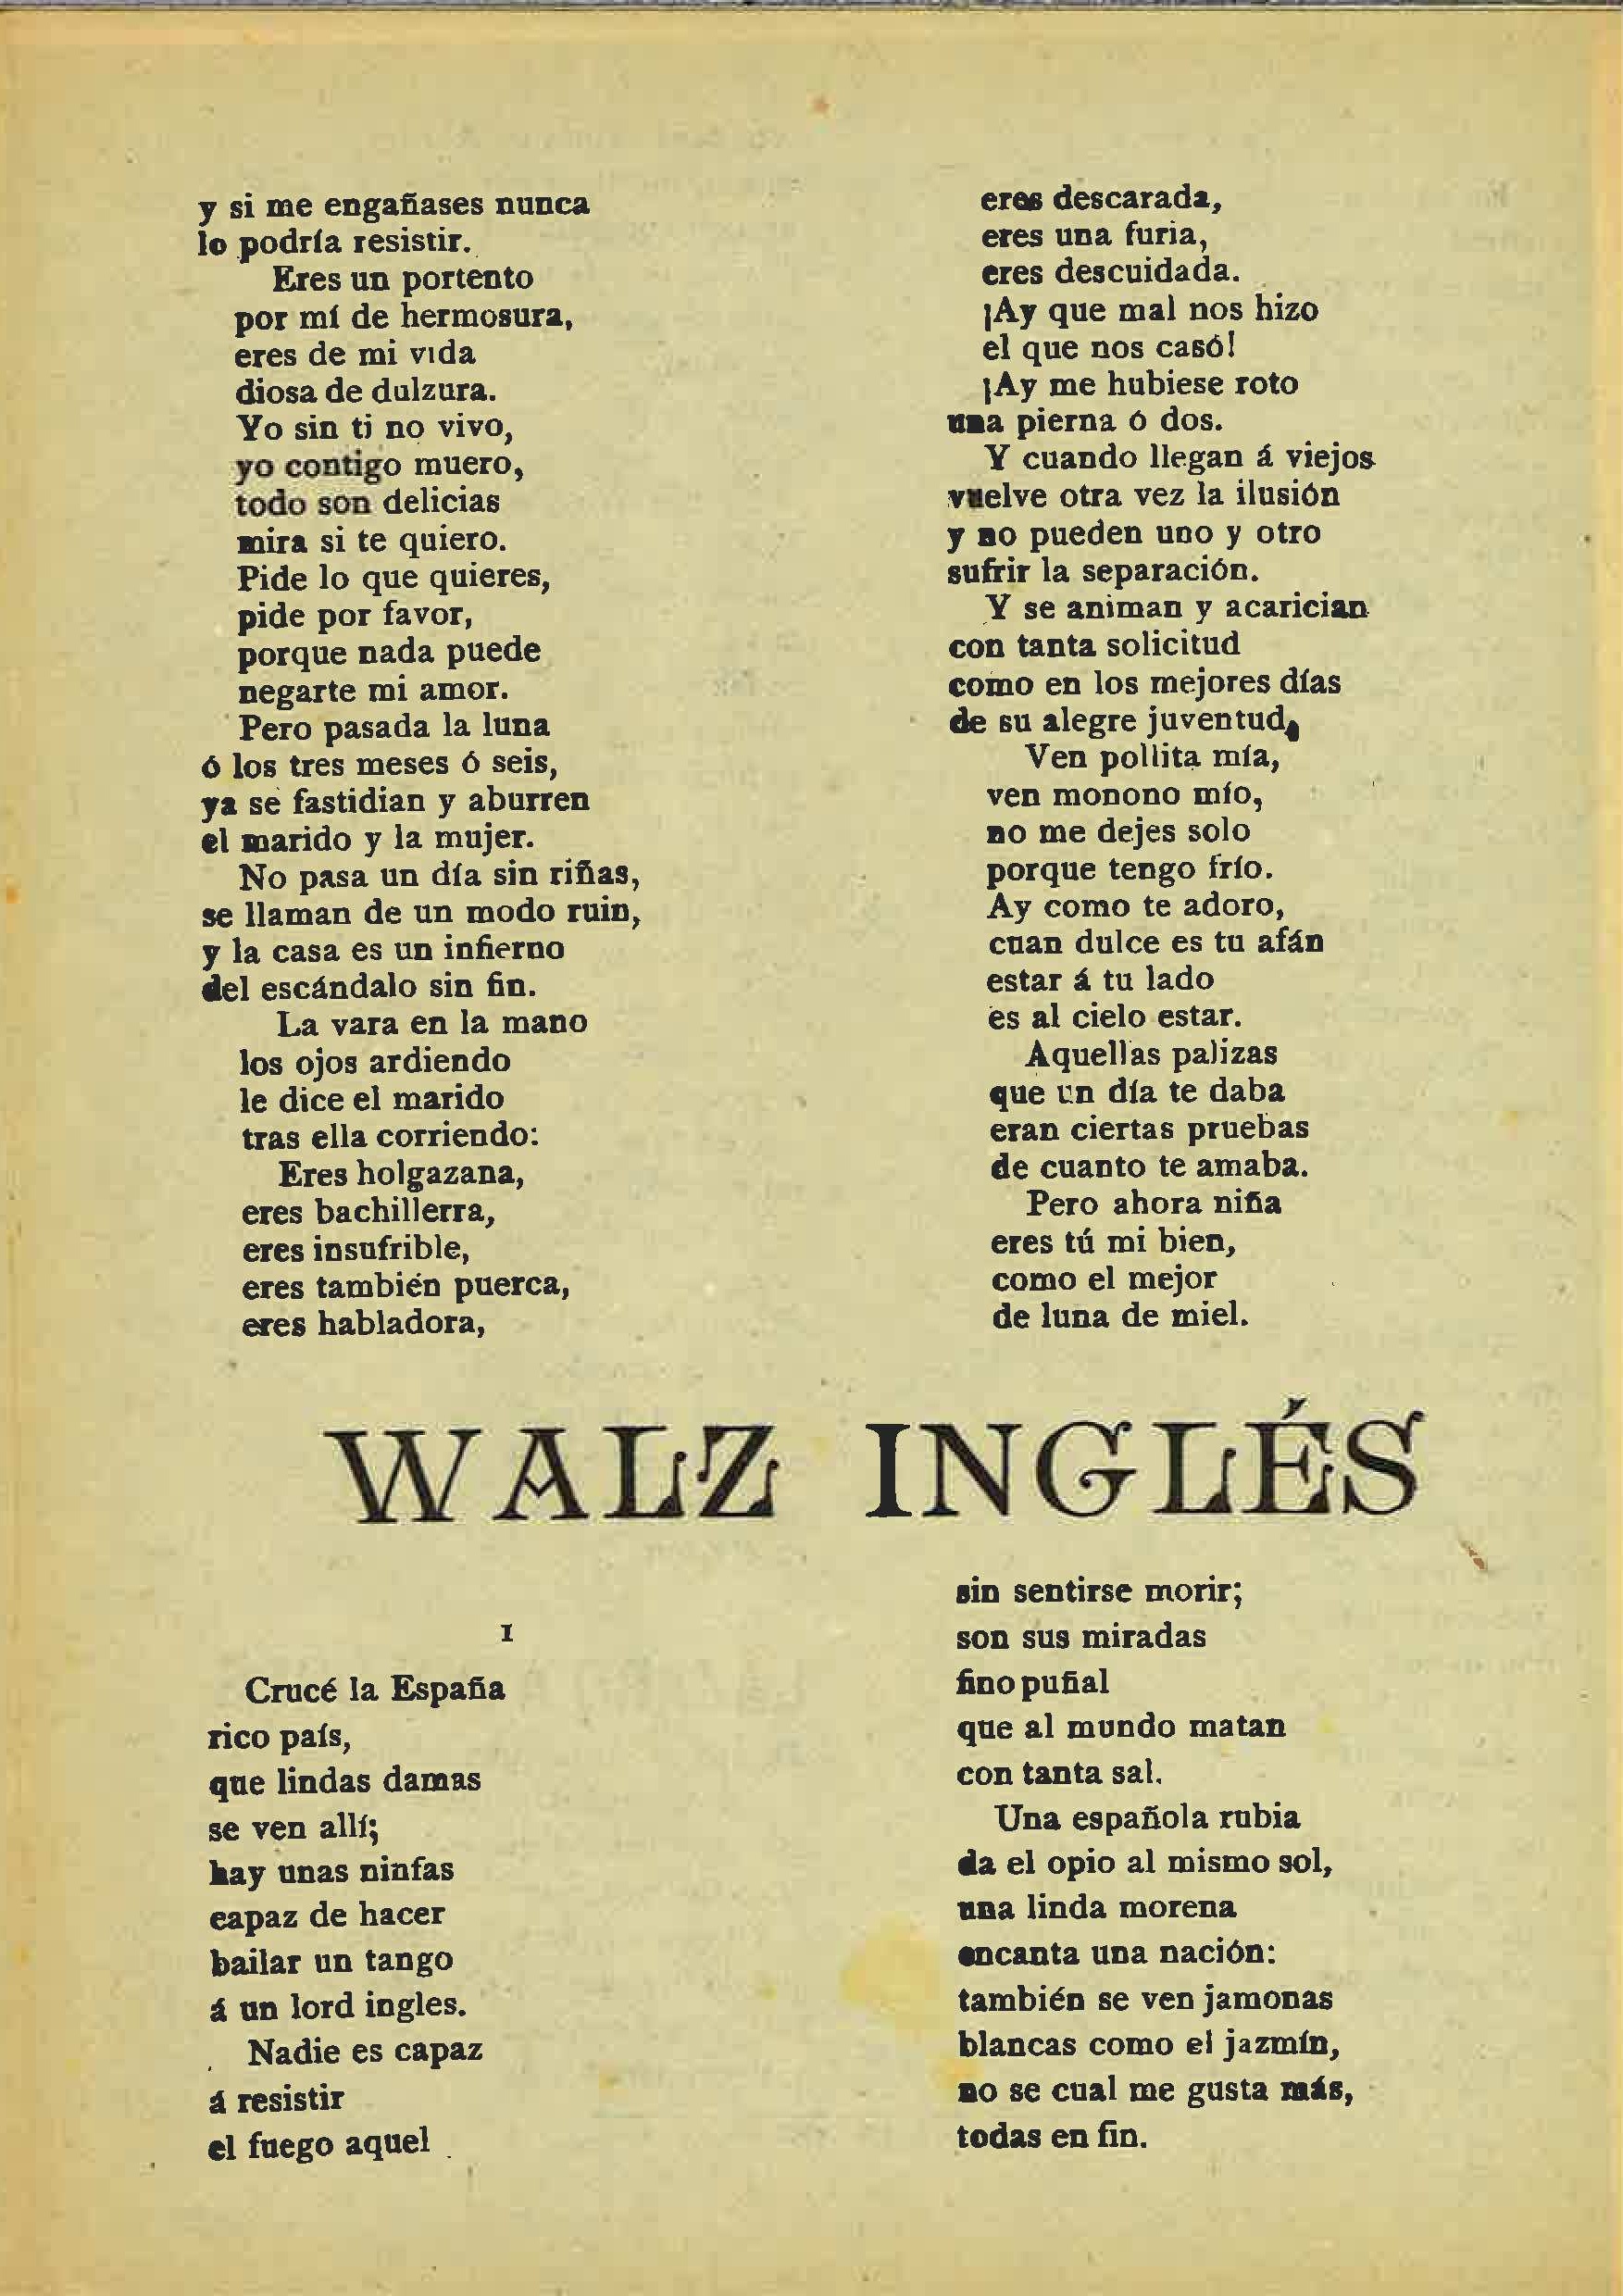 y si me engañases nunca
lo podría resistir.
Eres un portento
por mí de hermosura,
eres de mi vida
diosa de dulzura.
Yo sin ti no vivo,
yo contigo muero,
todo son delicias
mira si te quiero.
Pide lo que quieres,
pide por favor,
porque nada puede
negarte mi amor.
Pero pasada la luna
ó los tres meses ó seis,
ya se fastidian y aburren
el marido y la mujer.
No pasa un día sin riñas,
se llaman de un modo ruin,
y la casa es un infierno
del escándalo sin fin.
La vara en la mano
los ojos ardiendo
le dice el marido
tras ella corriendo:
Eres holgazana,
eres bachillerra,
eres insufrible,
eres también puerca,
eres habladora,
eres descarada,
eres una furia,
eres descuidada.
¡Ay que mal nos hizo
el que nos casó!
¡Ay me hubiese roto
una pierna ó dos.
Y cuando llegan á viejos
vuelve otra vez la ilusión
y no pueden uno y otro
sufrir la separación.
Y se animan y acarician
con tanta solicitud
como en los mejores días
de su alegre juventud,
Ven pollita mía,
ven monono mío,
no me dejes solo
porque tengo frío.
Ay como te adoro,
cuan dulce es tu afán
estar á tu lado
es al cielo estar.
Aquellas palizas
que un día te daba
eran ciertas pruebas
de cuanto te amaba.
Pero ahora niña
eres tú mi bien,
como el mejor
de luna de miel.
WALZ INGLÉS
I
Crucé la España
rico país,
que lindas damas
se ven allí;
hay unas ninfas
capaz de hacer
bailar un tango
á un lord ingles.
Nadie es capaz
á resistir
el fuego aquel
sin sentirse morir;
son sus miradas
fino puñal
que al mundo matan
con tanta sal.
Una española rubia
da el opio al mismo sol,
una linda morena
encanta una nación:
también se ven jamonas
blancas como el jazmín,
no se cual me gusta más,
todas en fin.